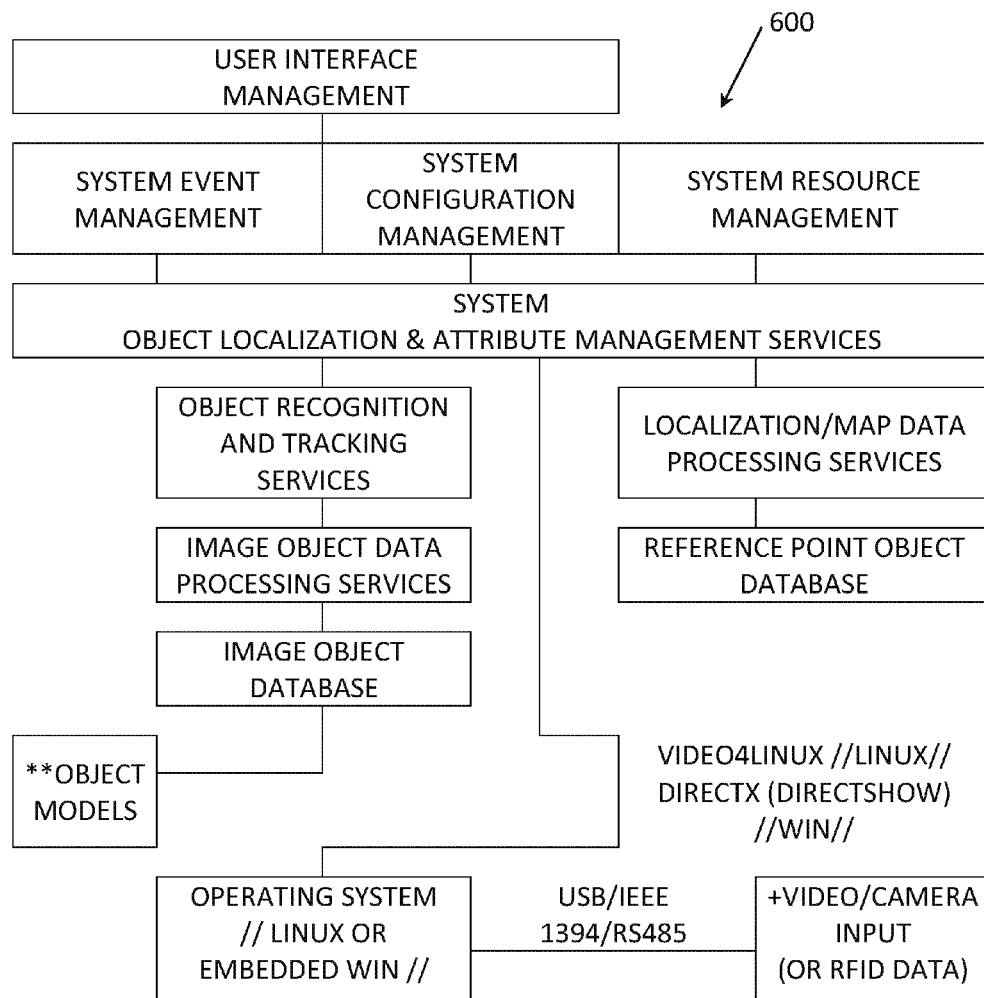 600
USER INTERFACE
MANAGEMENT
SYSTEM EVENT
MANAGEMENT
SYSTEM
CONFIGURATION
MANAGEMENT
SYSTEM RESOURCE
MANAGEMENT
SYSTEM
OBJECT LOCALIZATION & ATTRIBUTE MANAGEMENT SERVICES
OBJECT RECOGNITION
AND TRACKING
SERVICES
LOCALIZATION/MAP DATA
PROCESSING SERVICES
IMAGE OBJECT DATA
PROCESSING SERVICES
REFERENCE POINT OBJECT
DATABASE
IMAGE OBJECT
DATABASE
**OBJECT
MODELS
VIDEO4LINUX //LINUX//
DIRECTX (DIRECTSHOW)
//WIN//
OPERATING SYSTEM
// LINUX OR
EMBEDDED WIN //
USB/IEEE
1394/RS485
+VIDEO/CAMERA
INPUT
(OR RFID DATA)